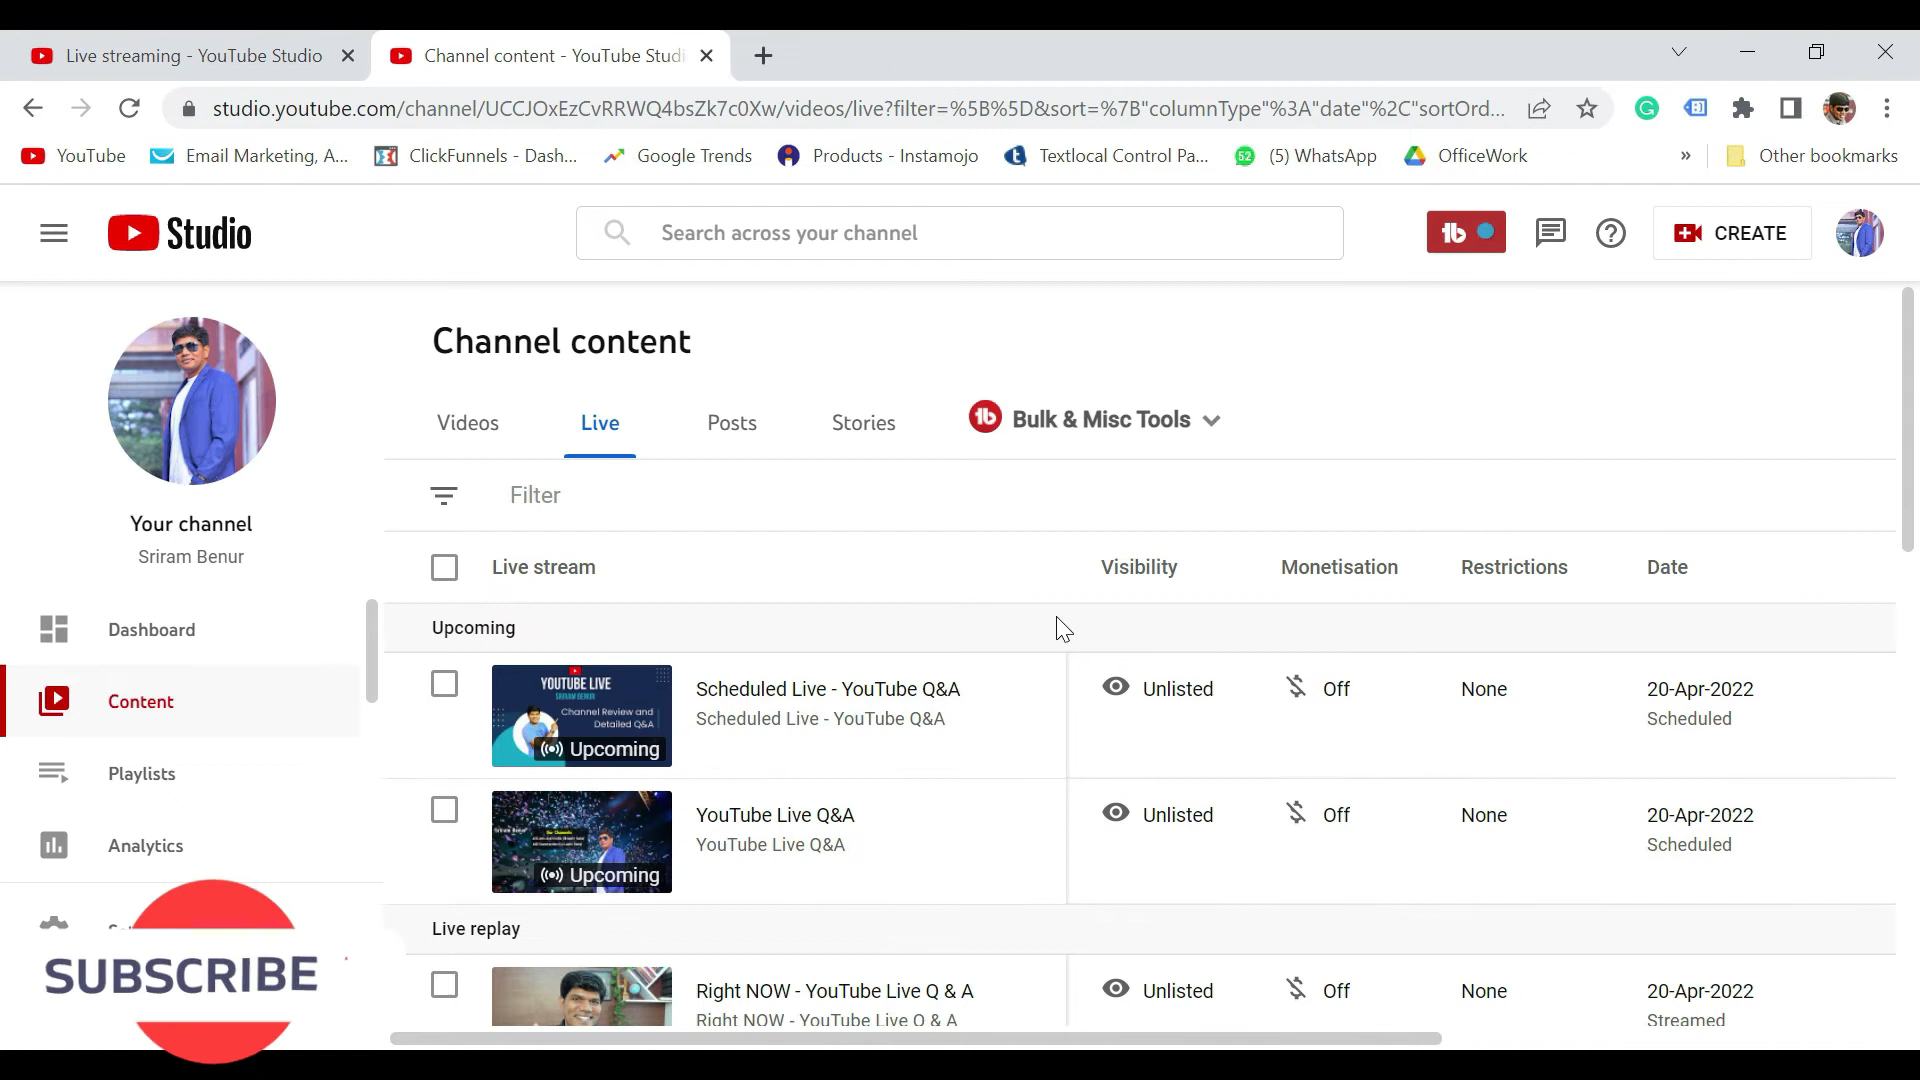 Live streaming - YouTube Studio
Channel content - YouTube Studi
studio.youtube.com/channel/UCCJOxEzCvRRWQ4bsZk7c0Xw/videos/live?filter=%5B%5D&sort=%7B"columnType"%3A"date"%2C"sortOrd...
YouTube
Email Marketing, A...
ClickFunnels - Dash...
Google Trends
Products - Instamojo
52
Textlocal Control Pa...
(5) WhatsApp
OfficeWork
»
Other bookmarks
Studio
Search across your channel
CREATE
Channel content
Videos
Live
Posts
Stories
Bulk & Misc Tools
Filter
Your channel
Sriram Benur
Live stream
Visibility
Monetisation
Restrictions
Date
Dashboard
Content
Playlists
Analytics
Upcoming
YOUTUBE LIVE
SRIRAM BENUR
Channel Review and
Detailed Q&A
Upcoming
Scheduled Live - YouTube Q&A
Scheduled Live - YouTube Q&A
Unlisted
Off
None
20-Apr-2022
Scheduled
Sriram Benur
Upcoming
YouTube Live Q&A
YouTube Live Q&A
Unlisted
Off
None
20-Apr-2022
Scheduled
Live replay
Right NOW - YouTube Live Q & A
Right NOW - YouTube Live Q & A
Unlisted
Off
None
20-Apr-2022
Streamed
SUBSCRIBE